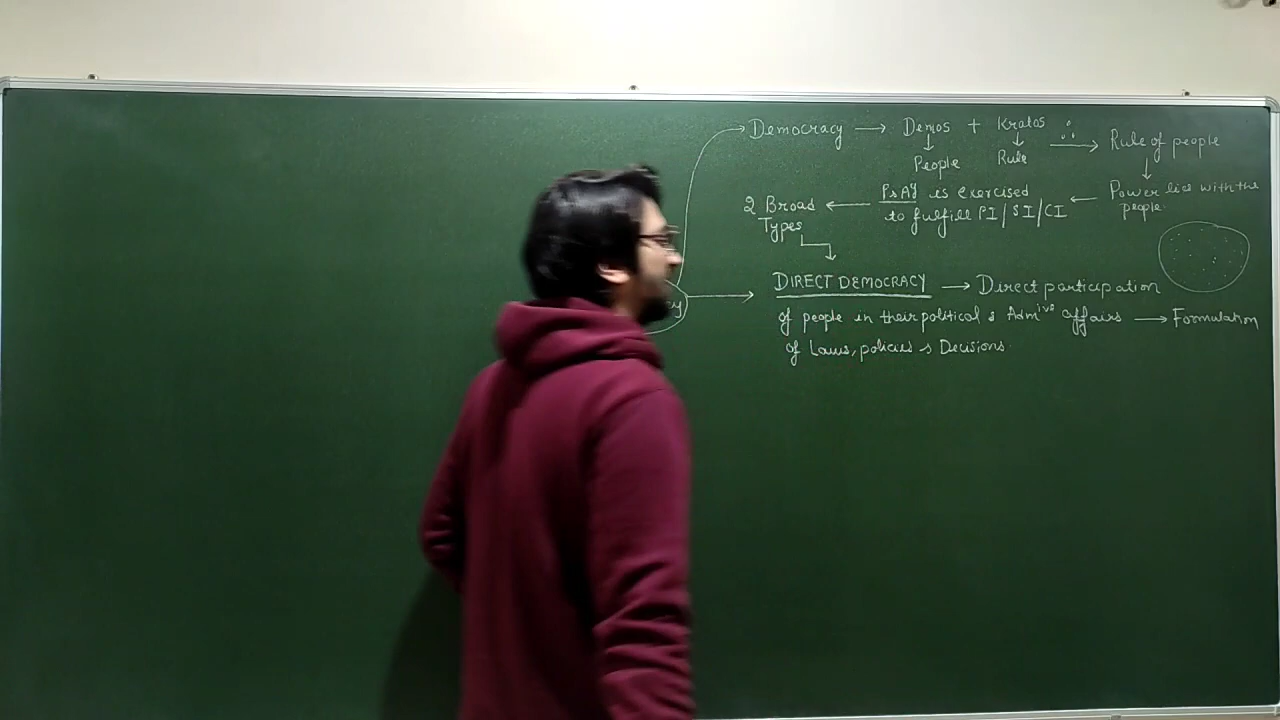 Democracy → Demos + Kratos ∴ → Rule of people
↓ People ↓ Rule ↓
2 Broad Types ← PsAY is exercised to fulfill PI/SI/CI ← Power lies with the people.
DIRECT DEMOCRACY → Direct participation
of people in their political & Admive affairs → Formulation
of Laws, policies & Decisions.